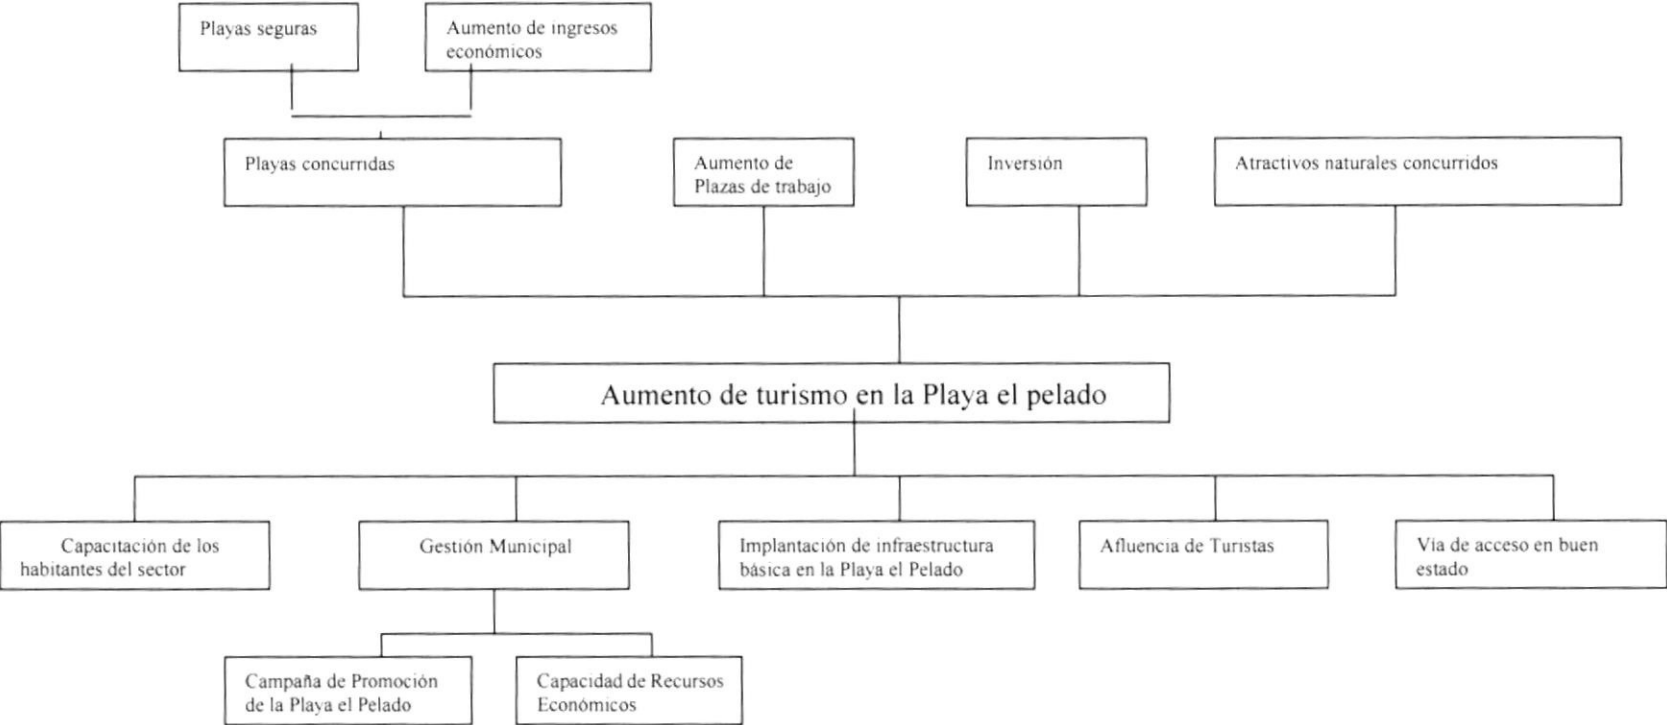 Playas seguras
Aumento de ingresos
económicos
Playas concurridas
Aumento de
Plazas de trabajo
Inversión
Atractivos naturales concurridos
Aumento de turismo en la Playa el pelado
Capacitación de los
habitantes del sector
Gestión Municipal
Implantación de infraestructura
básica en la Playa el Pelado
Afluencia de Turistas
Via de acceso en buen
estado
Campaña de Promoción
de la Playa el Pelado
Capacidad de Recursos
Económicos